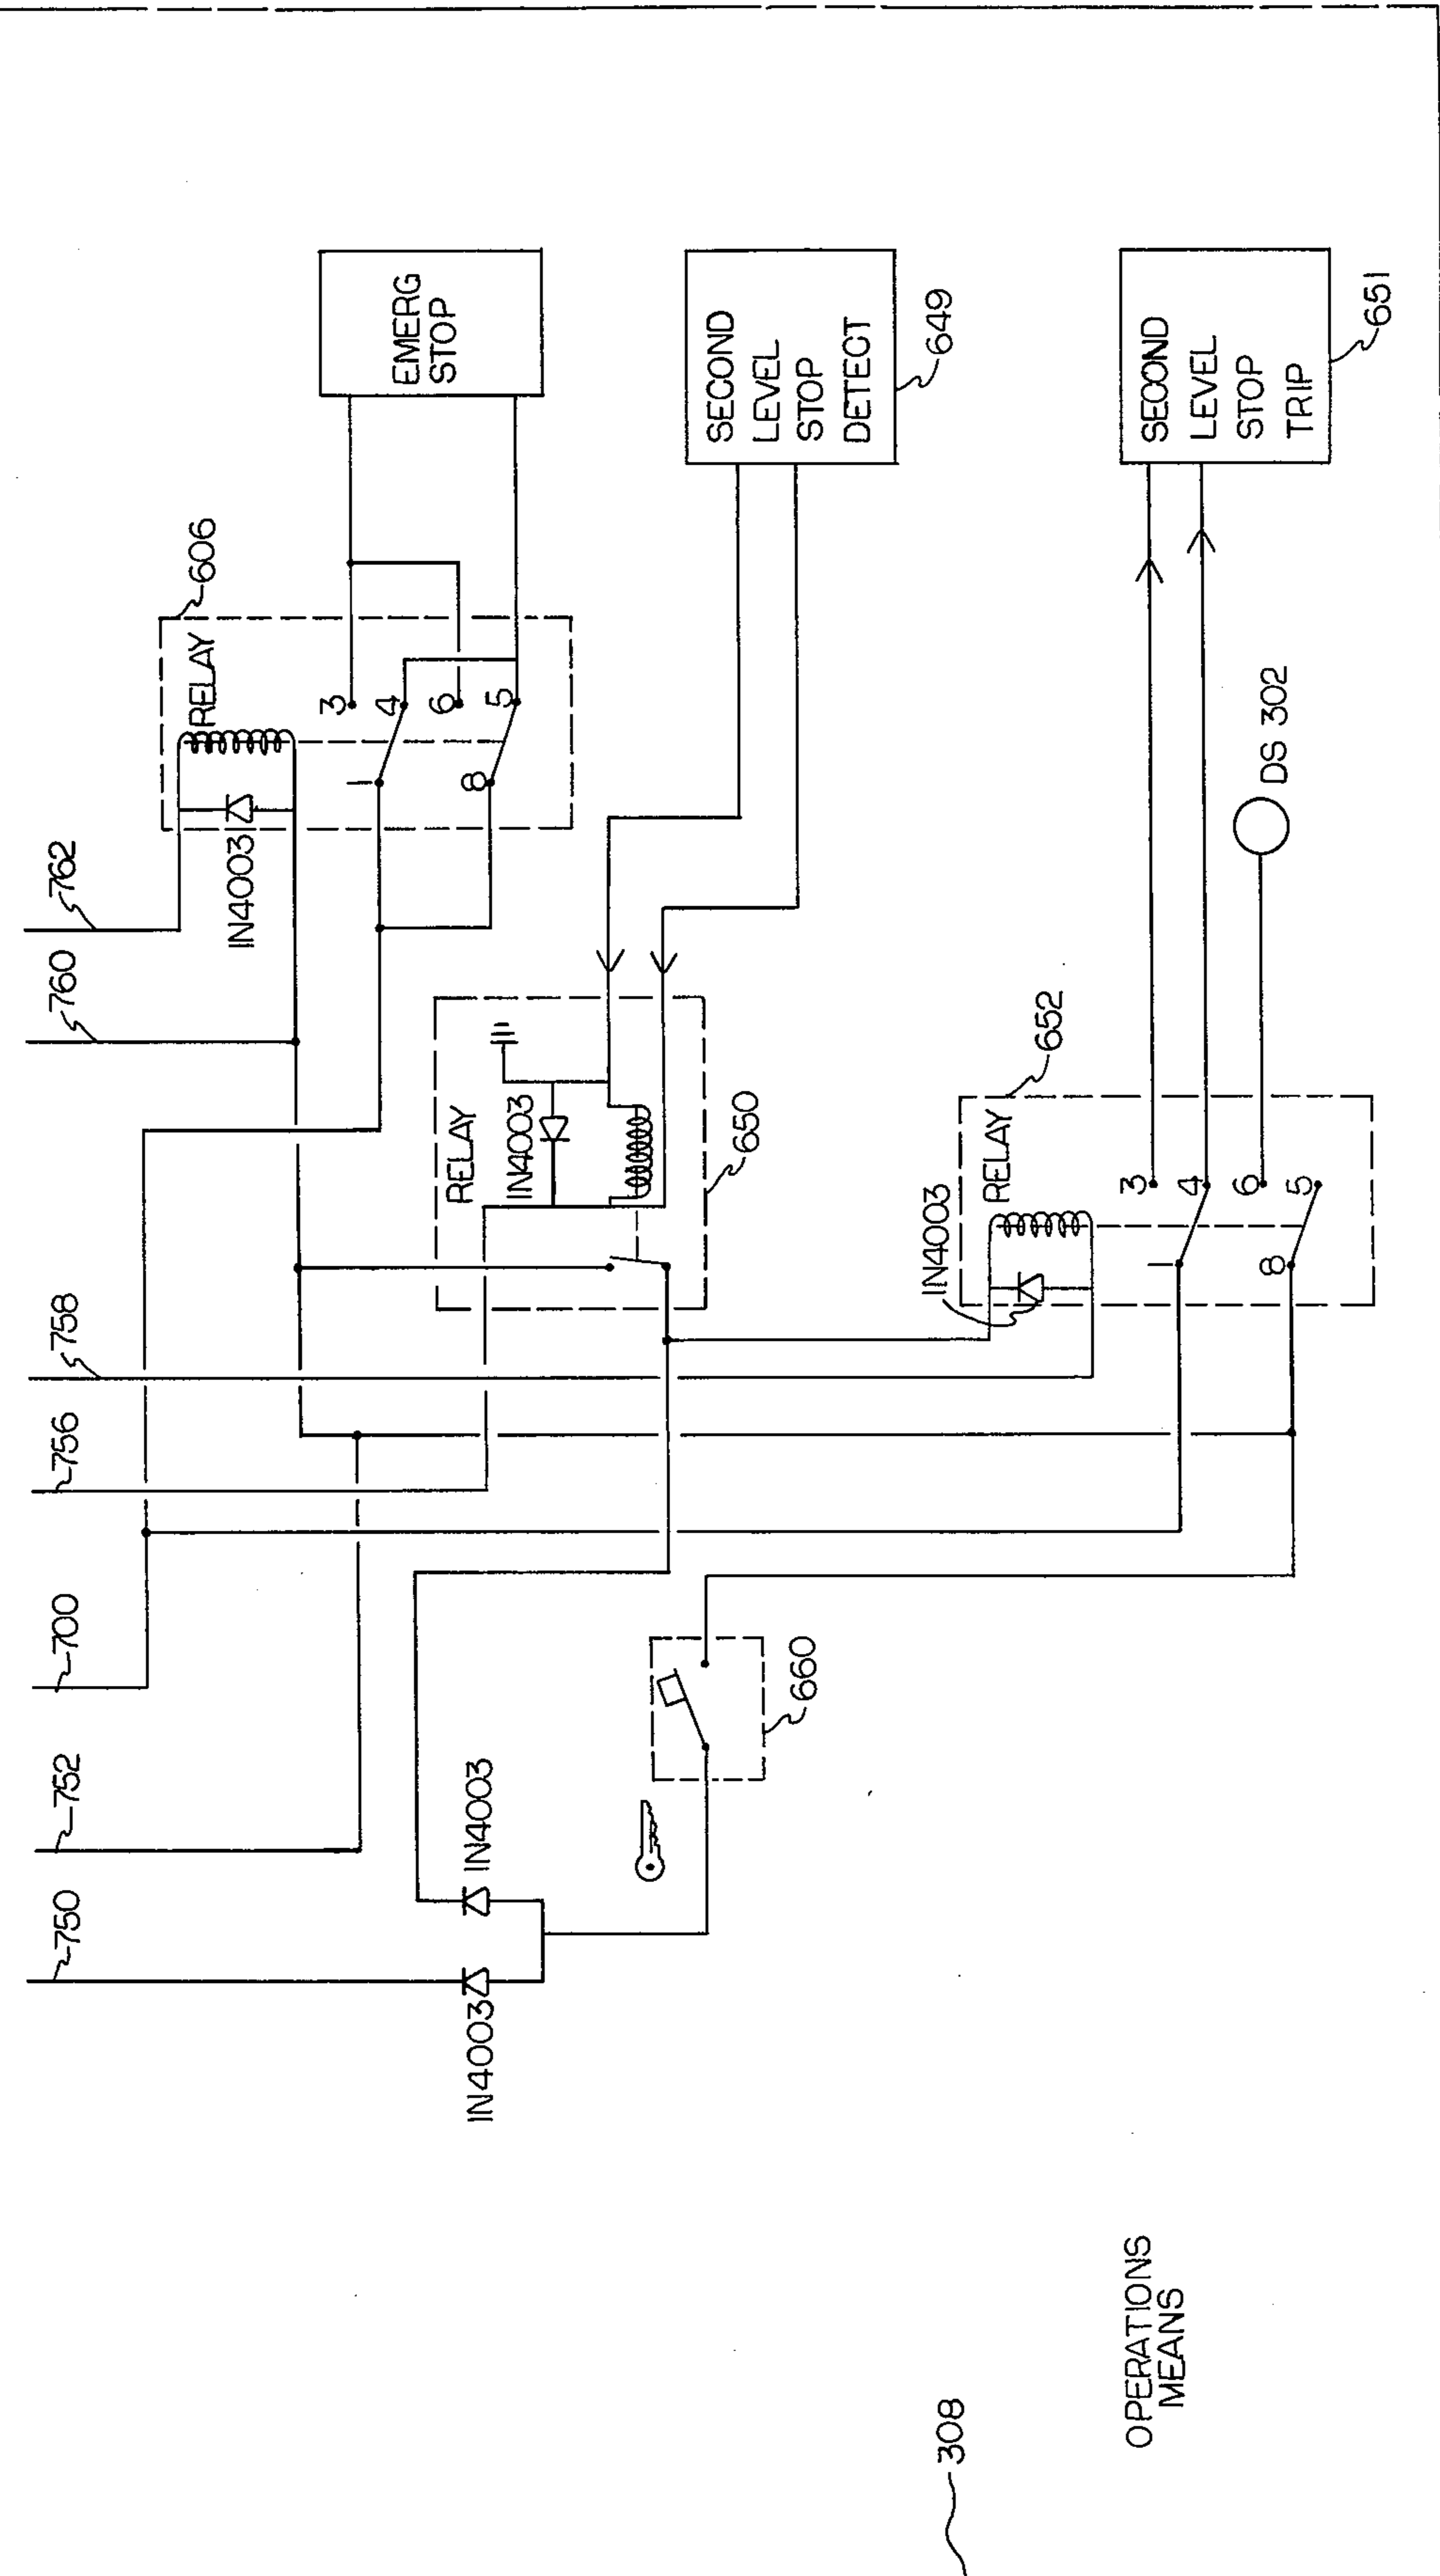 750
752
700
756
758
760
762
IN4003
IN4003
IN4003
RELAY
606
1
8
3
4
6
5
EMERG
STOP
RELAY
IN4003
650
SECOND
LEVEL
STOP
DETECT
649
660
IN4003
RELAY
652
1
8
3
4
6
5
DS 302
SECOND
LEVEL
STOP
TRIP
651
308
OPERATIONS
MEANS